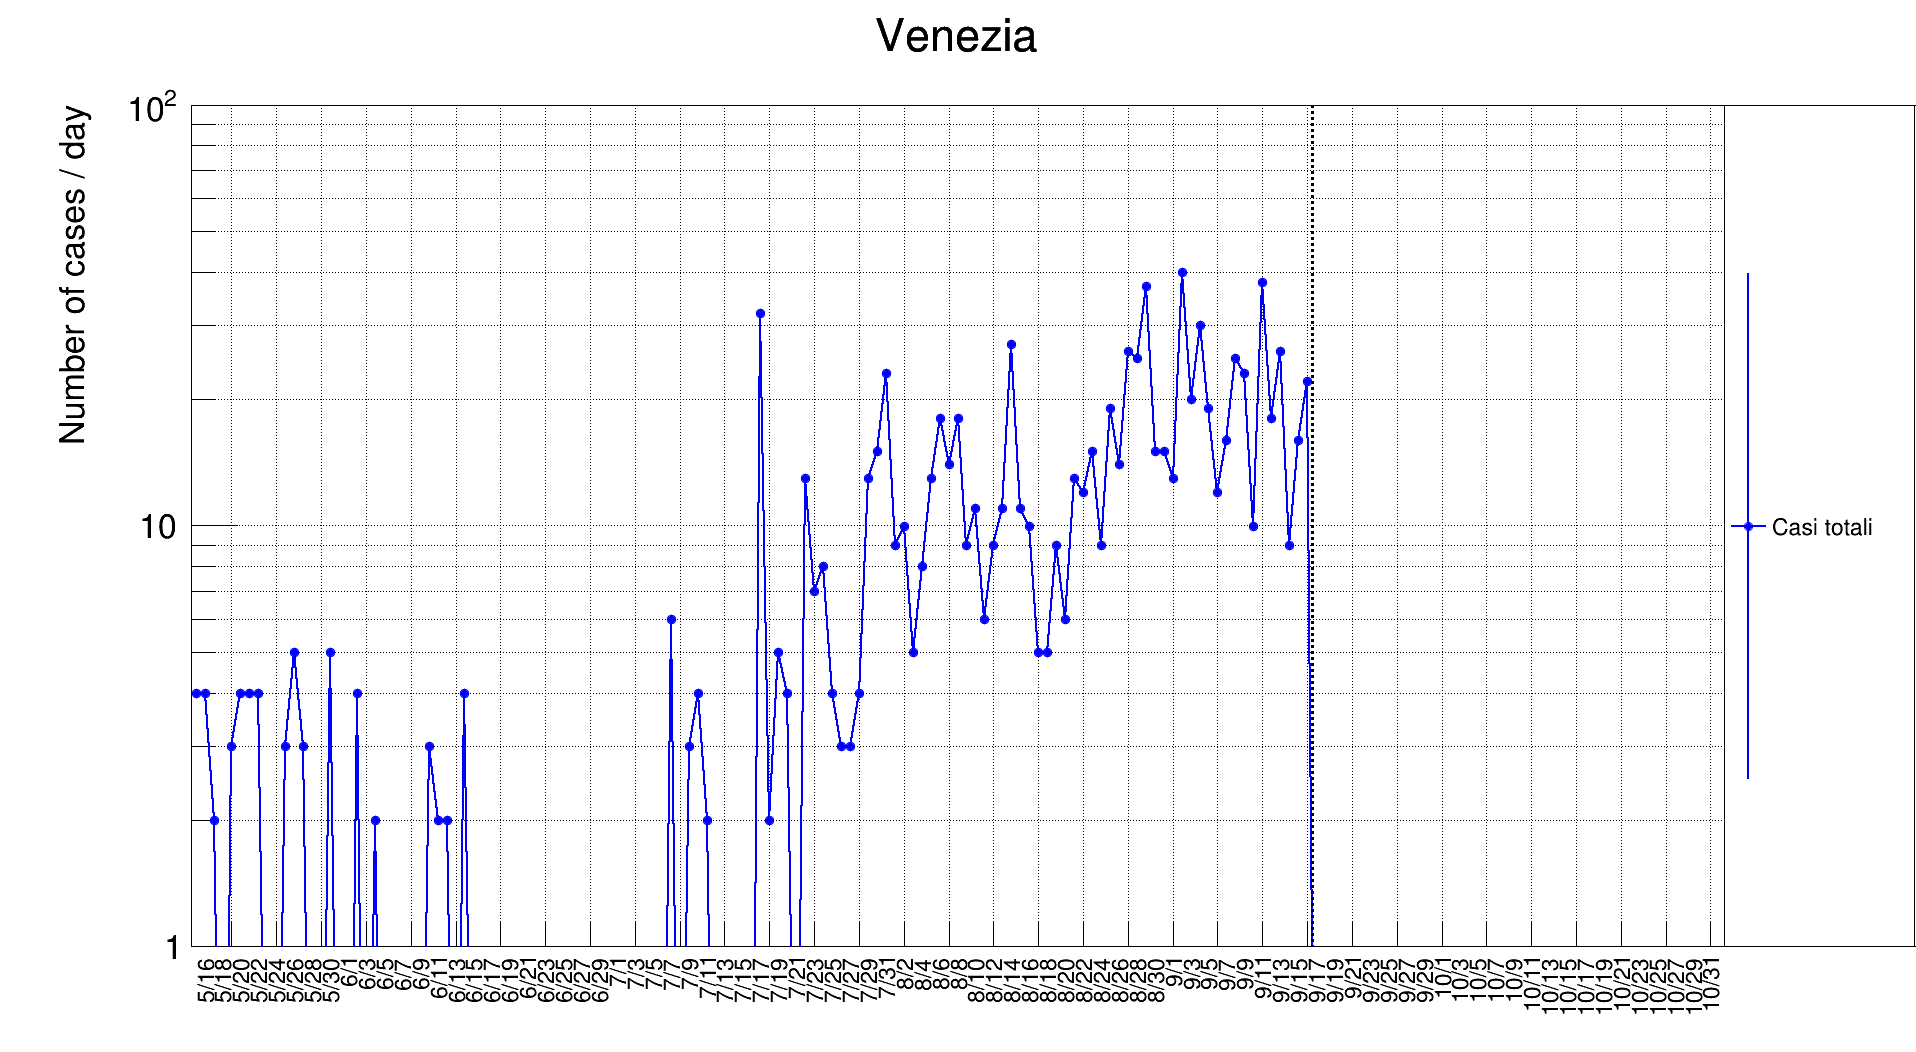 Venezia
Number of cases / day
10²
10
1
Casi totali
5/16 5/18 5/20 5/22 5/24 5/26 5/28 5/30 6/1 6/3 6/5 6/7 6/9 6/11 6/13 6/15 6/17 6/19 6/21 6/23 6/25 6/27 6/29 7/1 7/3 7/5 7/7 7/9 7/11 7/13 7/15 7/17 7/19 7/21 7/23 7/25 7/27 7/29 7/31 8/2 8/4 8/6 8/8 8/10 8/12 8/14 8/16 8/18 8/20 8/22 8/24 8/26 8/28 8/30 9/1 9/3 9/5 9/7 9/9 9/11 9/13 9/15 9/17 9/19 9/21 9/23 9/25 9/27 9/29 10/1 10/3 10/5 10/7 10/9 10/11 10/13 10/15 10/17 10/19 10/21 10/23 10/25 10/27 10/29 10/31